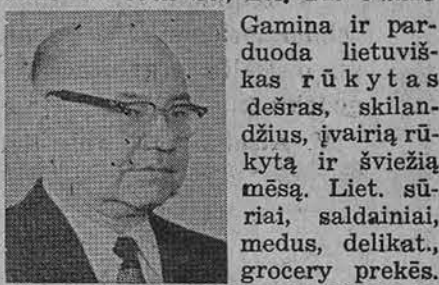 Gamina ir par-
duoda lietuviš-
kas rūkytas
dešras, skilan-
džius, įvairią rū-
kytą ir šviežią
mėsą. Liet. sū-
riai, saldainiai,
medus, delikat.,
grocery prekės.